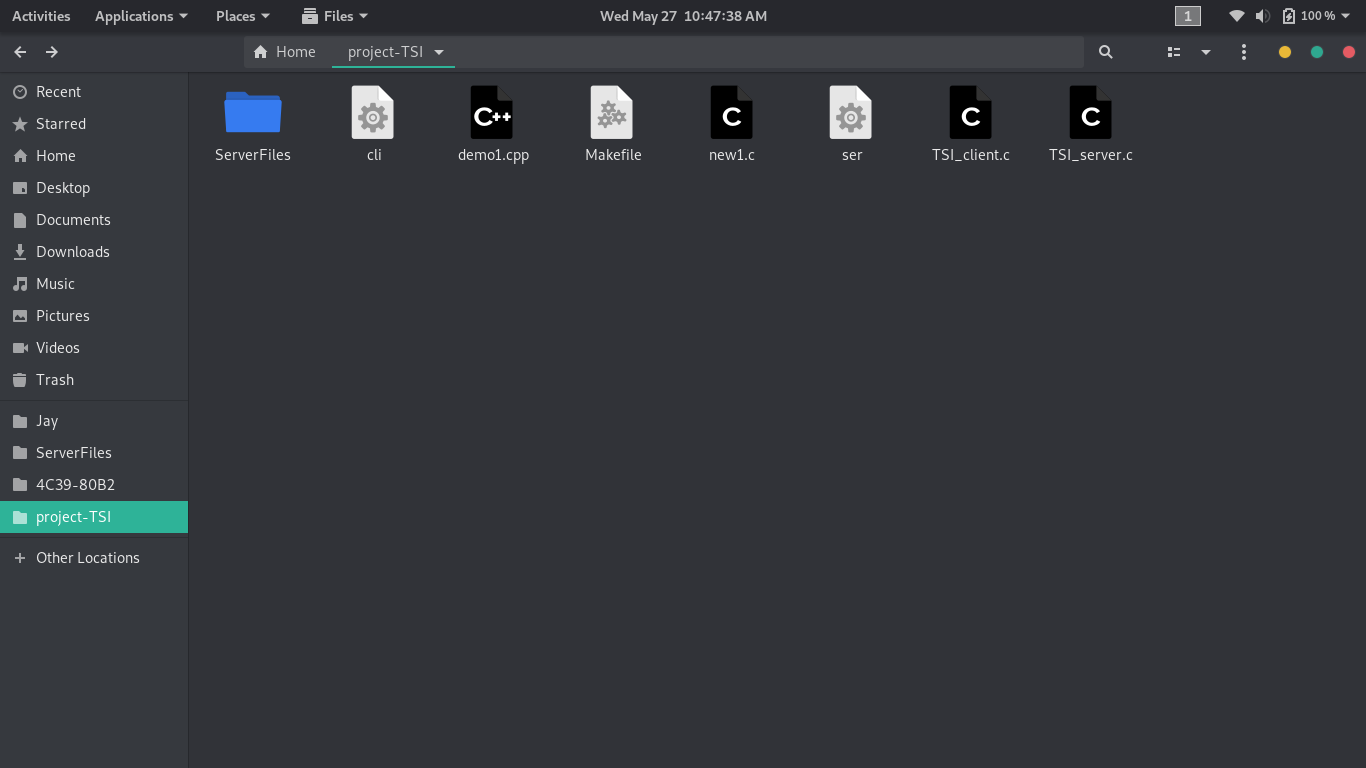 Activities Applications Places Files Wed May 27 10:47:38 AM 1 100 %
Home project-TSI
Recent
Starred
Home
Desktop
Documents
Downloads
Music
Pictures
Videos
Trash
Jay
ServerFiles
4C39-80B2
project-TSI
Other Locations
C++ C C C
ServerFiles cli demo1.cpp Makefile new1.c ser TSI_client.c TSI_server.c